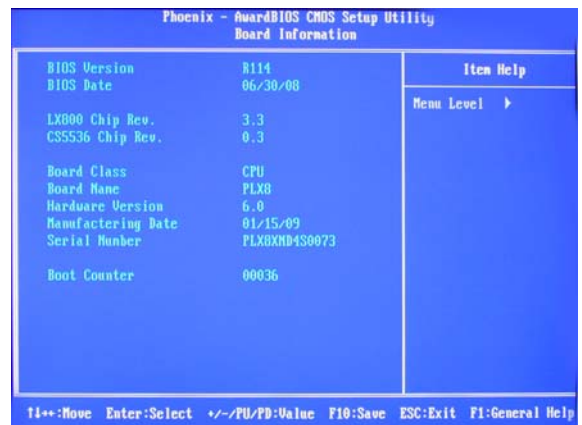 Phoenix - AwardBIOS CMOS Setup Utility
Board Information
BIOS Version R114
BIOS Date 06/30/08
LX800 Chip Rev. 3.3
CS5536 Chip Rev. 0.3
Board Class CPU
Board Name PLX8
Hardware Version 6.0
Manufactering Date 01/15/09
Serial Number PLX8XMD4S0073
Boot Counter 00036
Item Help
Menu Level ▶
↑↓→←:Move Enter:Select +/-/PU/PD:Value F10:Save ESC:Exit F1:General Help